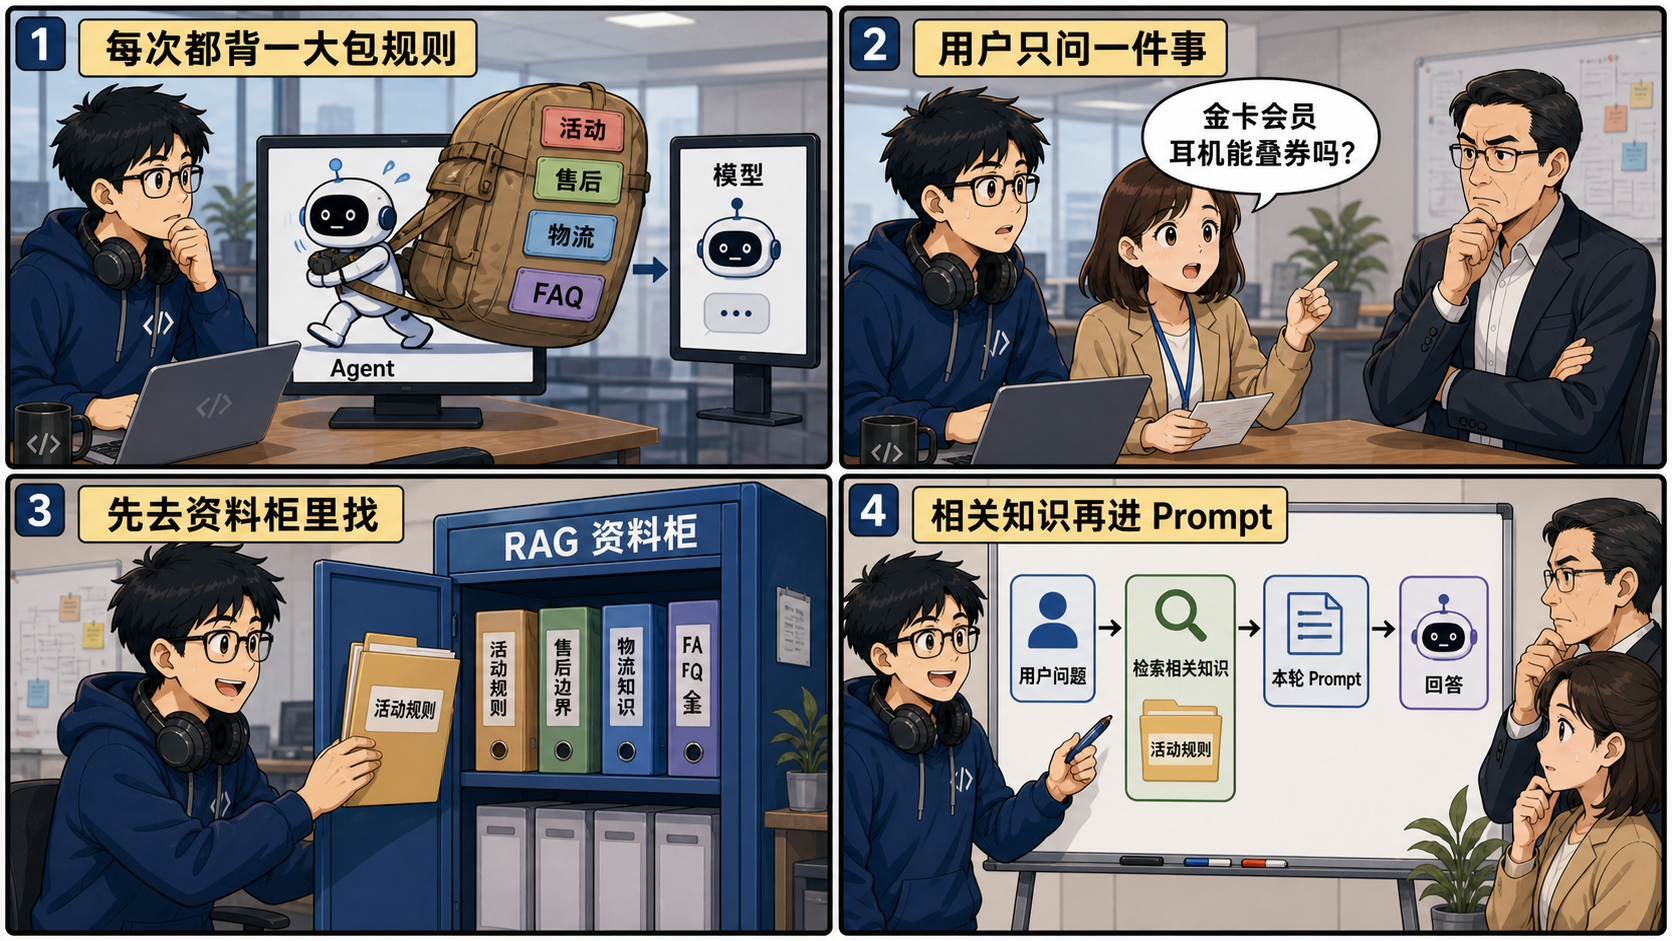 1
每次都背一大包规则
活动
售后
物流
FAQ
Agent
模型
...
</>
</>
</>
2
用户只问一件事
金卡会员
耳机能叠券吗？
</>
</>
3
先去资料柜里找
RAG 资料柜
活动规则
活动规则
售后边界
物流知识
FA
FQ
</>
4
相关知识再进 Prompt
用户问题
检索相关知识
活动规则
本轮 Prompt
回答
</>